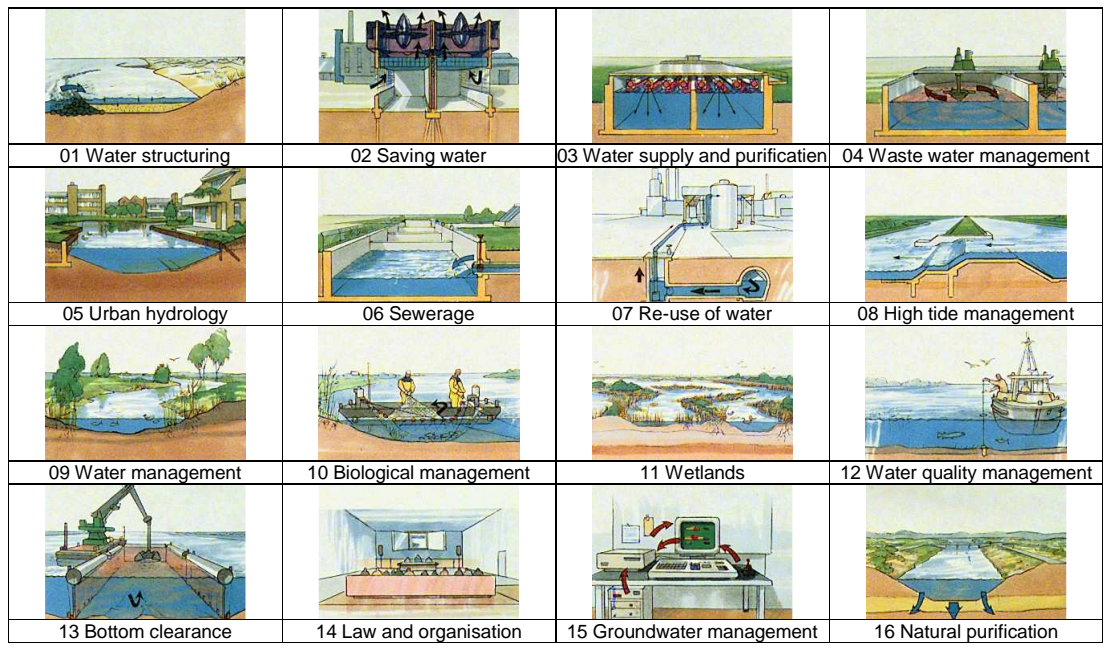 01 Water structuring
02 Saving water
03 Water supply and purification
04 Waste water management
05 Urban hydrology
06 Sewerage
07 Re-use of water
08 High tide management
09 Water management
10 Biological management
11 Wetlands
12 Water quality management
13 Bottom clearance
14 Law and organisation
15 Groundwater management
16 Natural purification